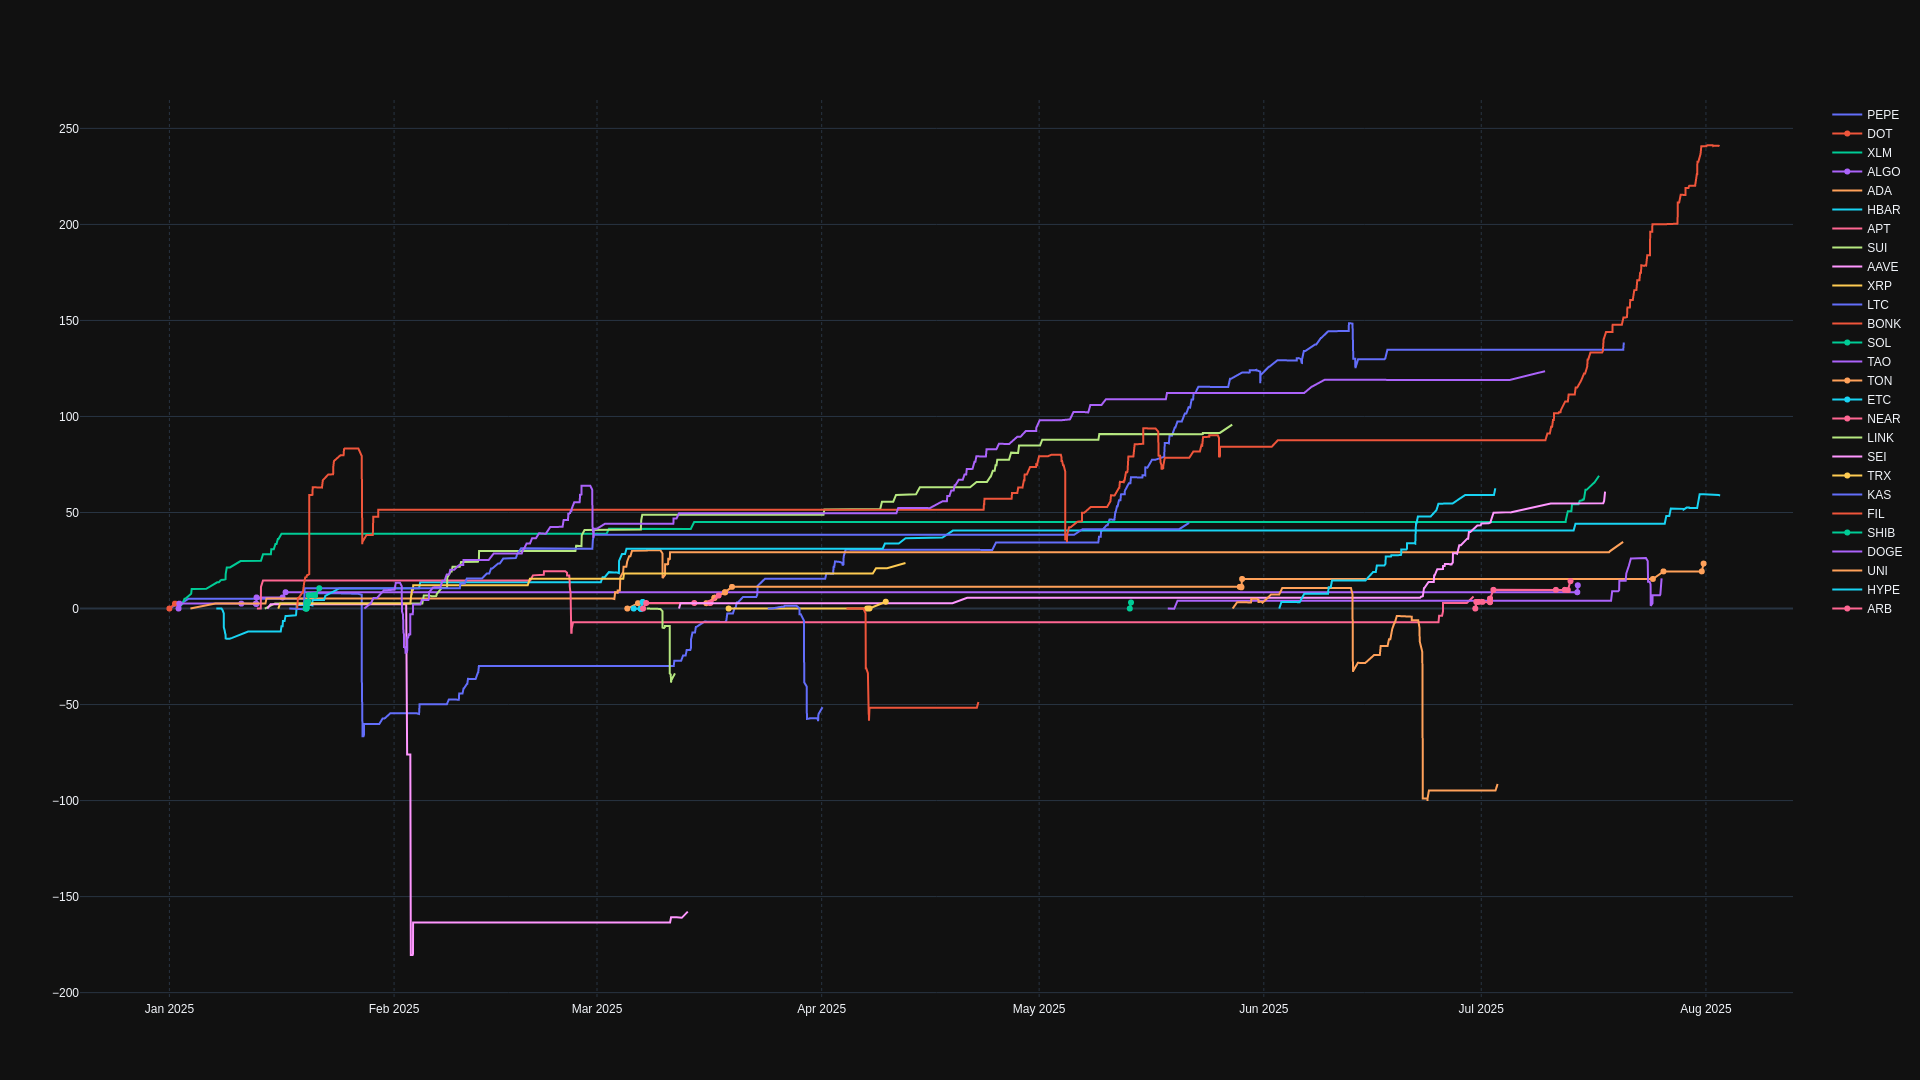 250
200
150
100
50
0
−50
−100
−150
−200
Jan 2025
Feb 2025
Mar 2025
Apr 2025
May 2025
Jun 2025
Jul 2025
Aug 2025
PEPE
DOT
XLM
ALGO
ADA
HBAR
APT
SUI
AAVE
XRP
LTC
BONK
SOL
TAO
TON
ETC
NEAR
LINK
SEI
TRX
KAS
FIL
SHIB
DOGE
UNI
HYPE
ARB